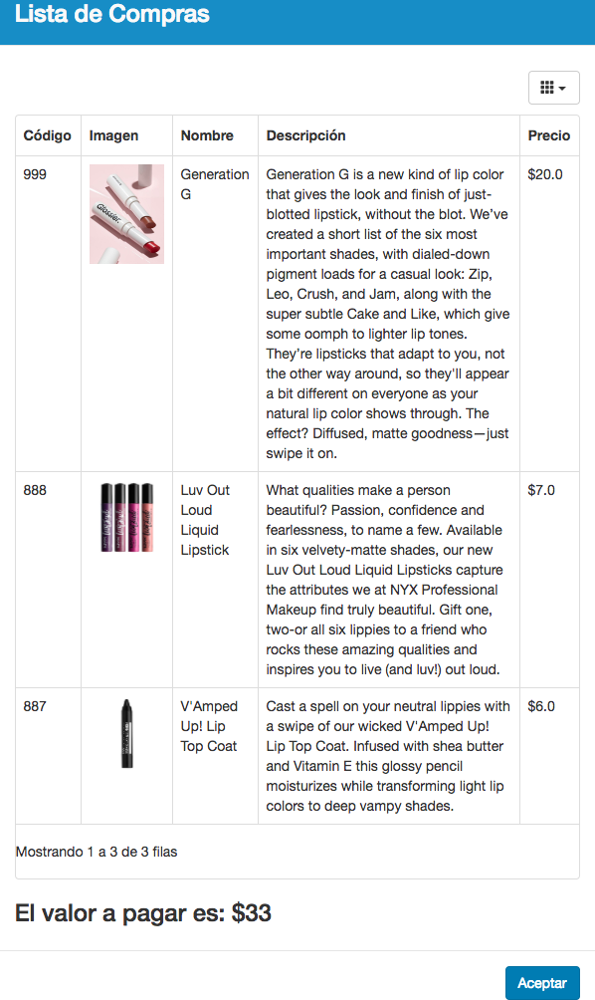 Lista de Compras
Código Imagen Nombre Descripción Precio
999
Glossier.
Generation
G
Generation G is a new kind of lip color
that gives the look and finish of just-
blotted lipstick, without the blot. We’ve
created a short list of the six most
important shades, with dialed-down
pigment loads for a casual look: Zip,
Leo, Crush, and Jam, along with the
super subtle Cake and Like, which give
some oomph to lighter lip tones.
They’re lipsticks that adapt to you, not
the other way around, so they'll appear
a bit different on everyone as your
natural lip color shows through. The
effect? Diffused, matte goodness—just
swipe it on.
$20.0
888
Luv Out
Loud
Liquid
Lipstick
What qualities make a person
beautiful? Passion, confidence and
fearlessness, to name a few. Available
in six velvety-matte shades, our new
Luv Out Loud Liquid Lipsticks capture
the attributes we at NYX Professional
Makeup find truly beautiful. Gift one,
two-or all six lippies to a friend who
rocks these amazing qualities and
inspires you to live (and luv!) out loud.
$7.0
887
V'Amped
Up! Lip
Top Coat
Cast a spell on your neutral lippies with
a swipe of our wicked V'Amped Up!
Lip Top Coat. Infused with shea butter
and Vitamin E this glossy pencil
moisturizes while transforming light lip
colors to deep vampy shades.
$6.0
Mostrando 1 a 3 de 3 filas
El valor a pagar es: $33
Aceptar